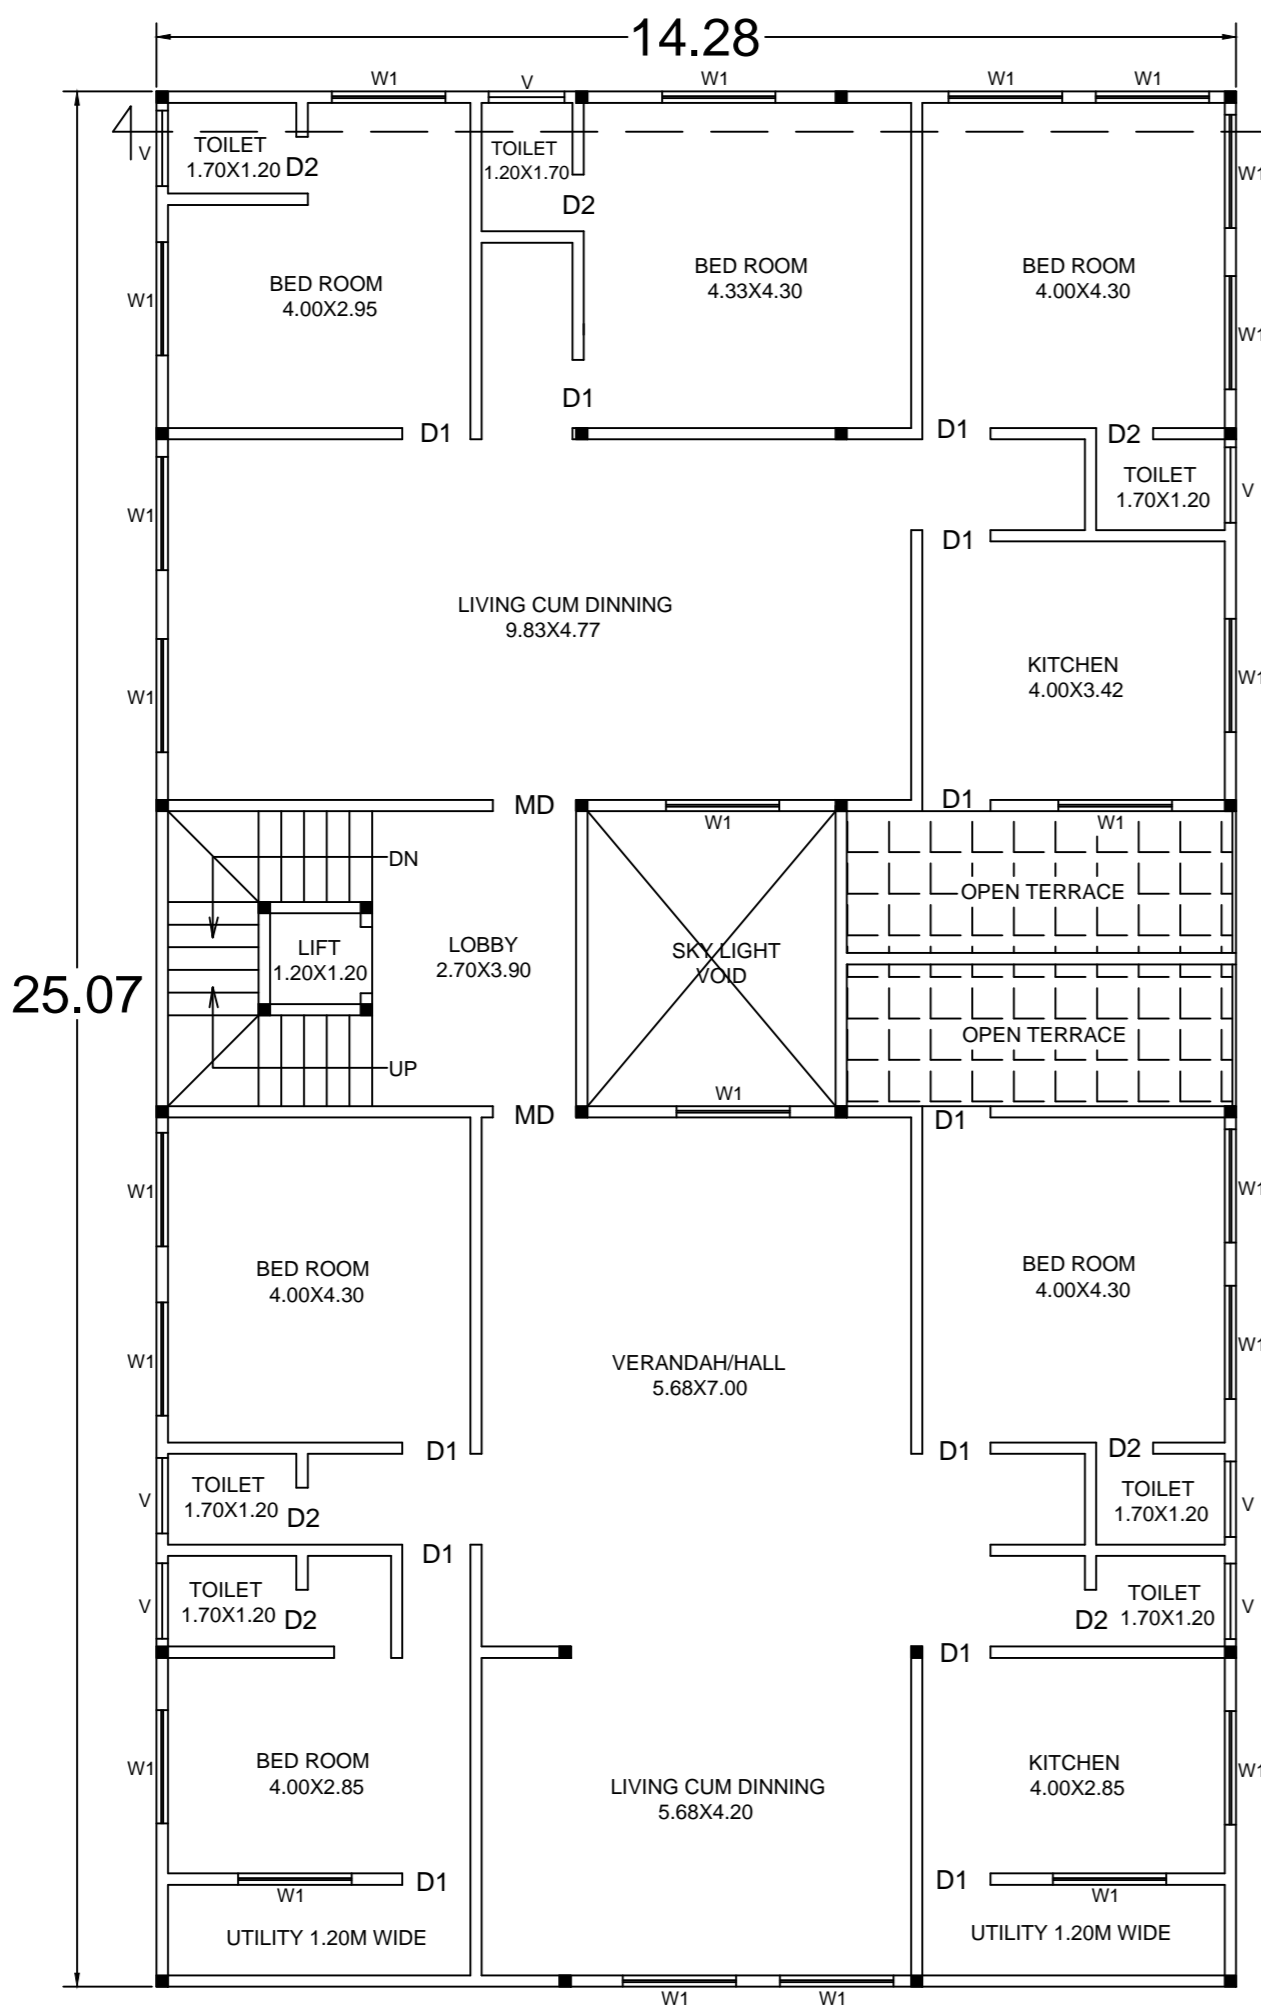 14.28
W1
V
W1
W1
W1
TOILET
1.70X1.20
D2
V
TOILET
1.20X1.70
D2
W1
BED ROOM
4.00X2.95
W1
BED ROOM
4.33X4.30
BED ROOM
4.00X4.30
W1
D1
D1
D1
D2
TOILET
1.70X1.20
V
W1
D1
LIVING CUM DINNING
9.83X4.77
KITCHEN
4.00X3.42
W1
W1
MD
W1
D1
W1
DN
OPEN TERRACE
LIFT
1.20X1.20
LOBBY
2.70X3.90
SKY LIGHT
VOID
25.07
OPEN TERRACE
UP
W1
MD
D1
W1
W1
BED ROOM
4.00X4.30
BED ROOM
4.00X4.30
W1
VERANDAH/HALL
5.68X7.00
W1
D1
D1
D2
TOILET
1.70X1.20
V
D2
TOILET
1.70X1.20
V
D1
TOILET
1.70X1.20
V
D2
D2
TOILET
1.70X1.20
V
D1
BED ROOM
4.00X2.85
W1
LIVING CUM DINNING
5.68X4.20
KITCHEN
4.00X2.85
W1
D1
W1
D1
W1
UTILITY 1.20M WIDE
UTILITY 1.20M WIDE
W1
W1